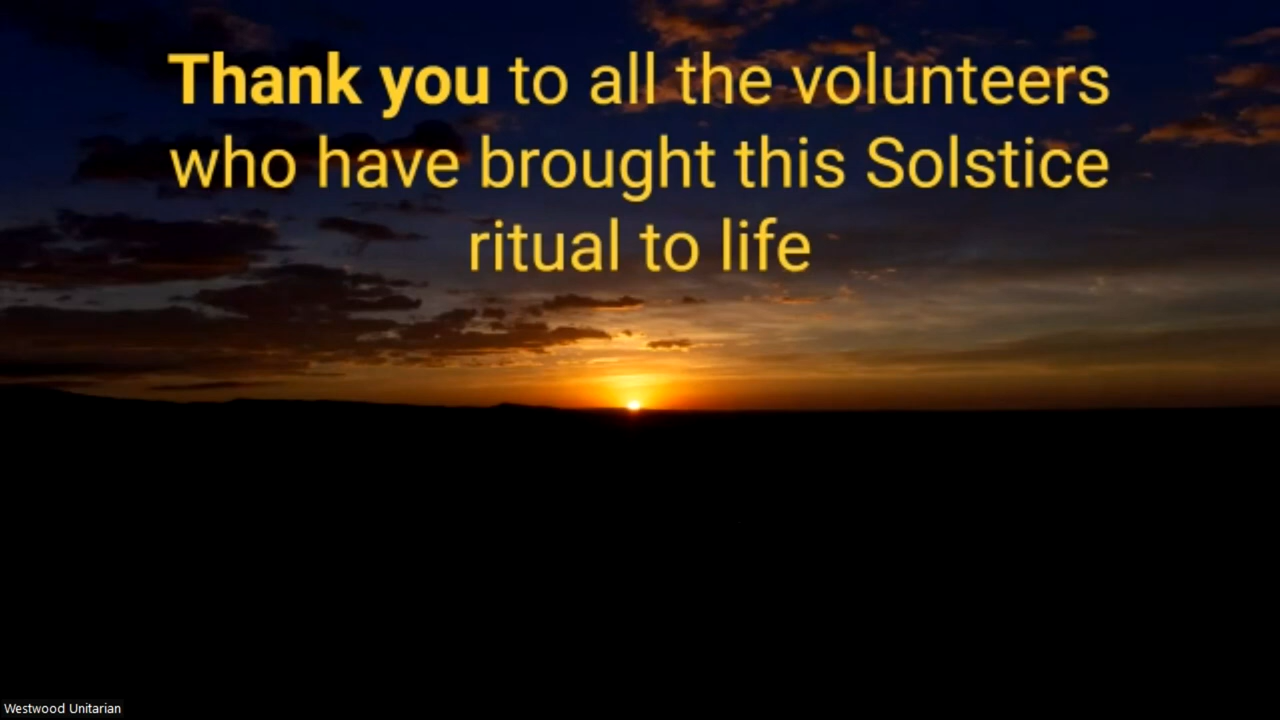 Thank you to all the volunteers
who have brought this Solstice
ritual to life
Westwood Unitarian